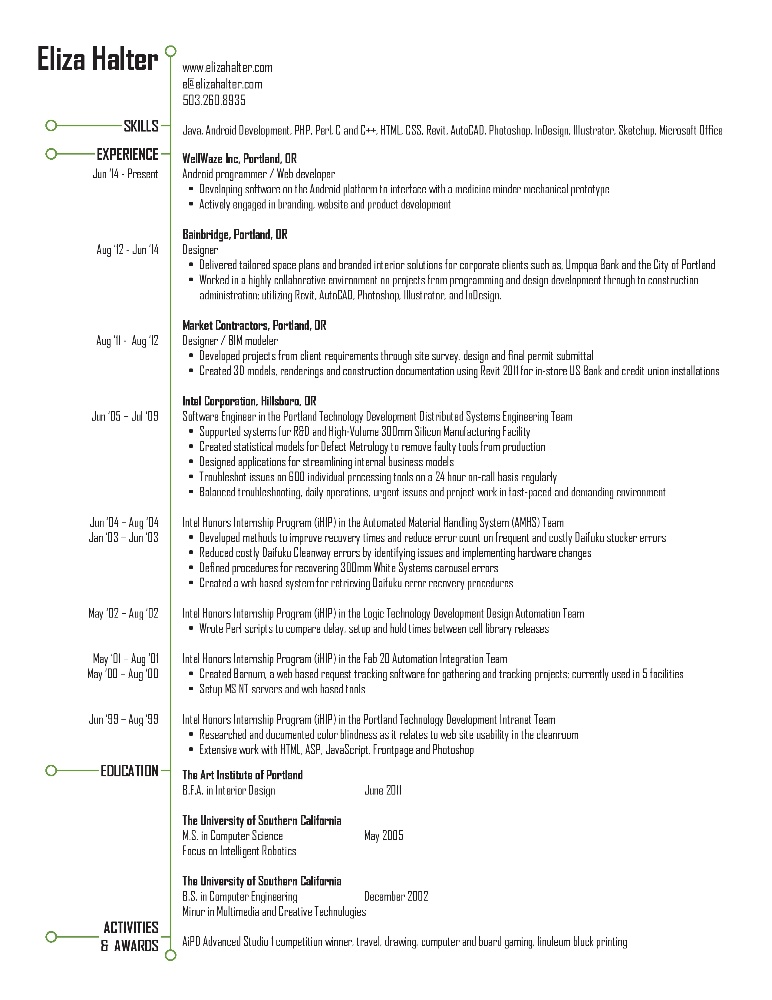 Eliza Halter
www.elizahalter.com
e@elizahalter.com
503.260.8935
SKILLS
Java, Android Development, PHP, Perl, C and C++, HTML, CSS, Revit, AutoCAD, Photoshop, InDesign, Illustrator, Sketchup, Microsoft Office
EXPERIENCE
WellWaze Inc, Portland, OR
Jun '14 - Present
Android programmer / Web developer
• Developing software on the Android platform to interface with a medicine minder mechanical prototype
• Actively engaged in branding, website and product development
Bainbridge, Portland, OR
Aug '12 - Jun '14
Designer
• Delivered tailored space plans and branded interior solutions for corporate clients such as, Umpqua Bank and the City of Portland
• Worked in a highly collaborative environment on projects from programming and design development through to construction
administration; utilizing Revit, AutoCAD, Photoshop, Illustrator, and InDesign.
Market Contractors, Portland, OR
Aug '11 - Aug '12
Designer / BIM modeler
• Developed projects from client requirements through site survey, design and final permit submittal
• Created 3D models, renderings and construction documentation using Revit 2011 for in-store US Bank and credit union installations
Intel Corporation, Hillsboro, OR
Jun '05 – Jul '09
Software Engineer in the Portland Technology Development Distributed Systems Engineering Team
• Supported systems for R&D and High-Volume 300mm Silicon Manufacturing Facility
• Created statistical models for Defect Metrology to remove faulty tools from production
• Designed applications for streamlining internal business models
• Troubleshot issues on 600 individual processing tools on a 24 hour on-call basis regularly
• Balanced troubleshooting, daily operations, urgent issues and project work in fast-paced and demanding environment
Jun '04 – Aug '04
Intel Honors Internship Program (iHIP) in the Automated Material Handling System (AMHS) Team
Jan '03 – Jun '03
• Developed methods to improve recovery times and reduce error count on frequent and costly Daifuku stocker errors
• Reduced costly Daifuku Cleanway errors by identifying issues and implementing hardware changes
• Defined procedures for recovering 300mm White Systems carousel errors
• Created a web based system for retrieving Daifuku error recovery procedures
May '02 – Aug '02
Intel Honors Internship Program (iHIP) in the Logic Technology Development Design Automation Team
• Wrote Perl scripts to compare delay, setup and hold times between cell library releases
May '01 – Aug '01
Intel Honors Internship Program (iHIP) in the Fab 20 Automation Integration Team
May '00 – Aug '00
• Created Barnum, a web based request tracking software for gathering and tracking projects; currently used in 5 facilities
• Setup MS NT servers and web based tools
Jun '99 – Aug '99
Intel Honors Internship Program (iHIP) in the Portland Technology Development Intranet Team
• Researched and documented color blindness as it relates to web site usability in the cleanroom
• Extensive work with HTML, ASP, JavaScript, Frontpage and Photoshop
EDUCATION
The Art Institute of Portland
B.F.A. in Interior Design June 2011
The University of Southern California
M.S. in Computer Science May 2005
Focus on Intelligent Robotics
The University of Southern California
B.S. in Computer Engineering December 2002
Minor in Multimedia and Creative Technologies
ACTIVITIES
& AWARDS
AiPD Advanced Studio I competition winner, travel, drawing, computer and board gaming, linoleum block printing